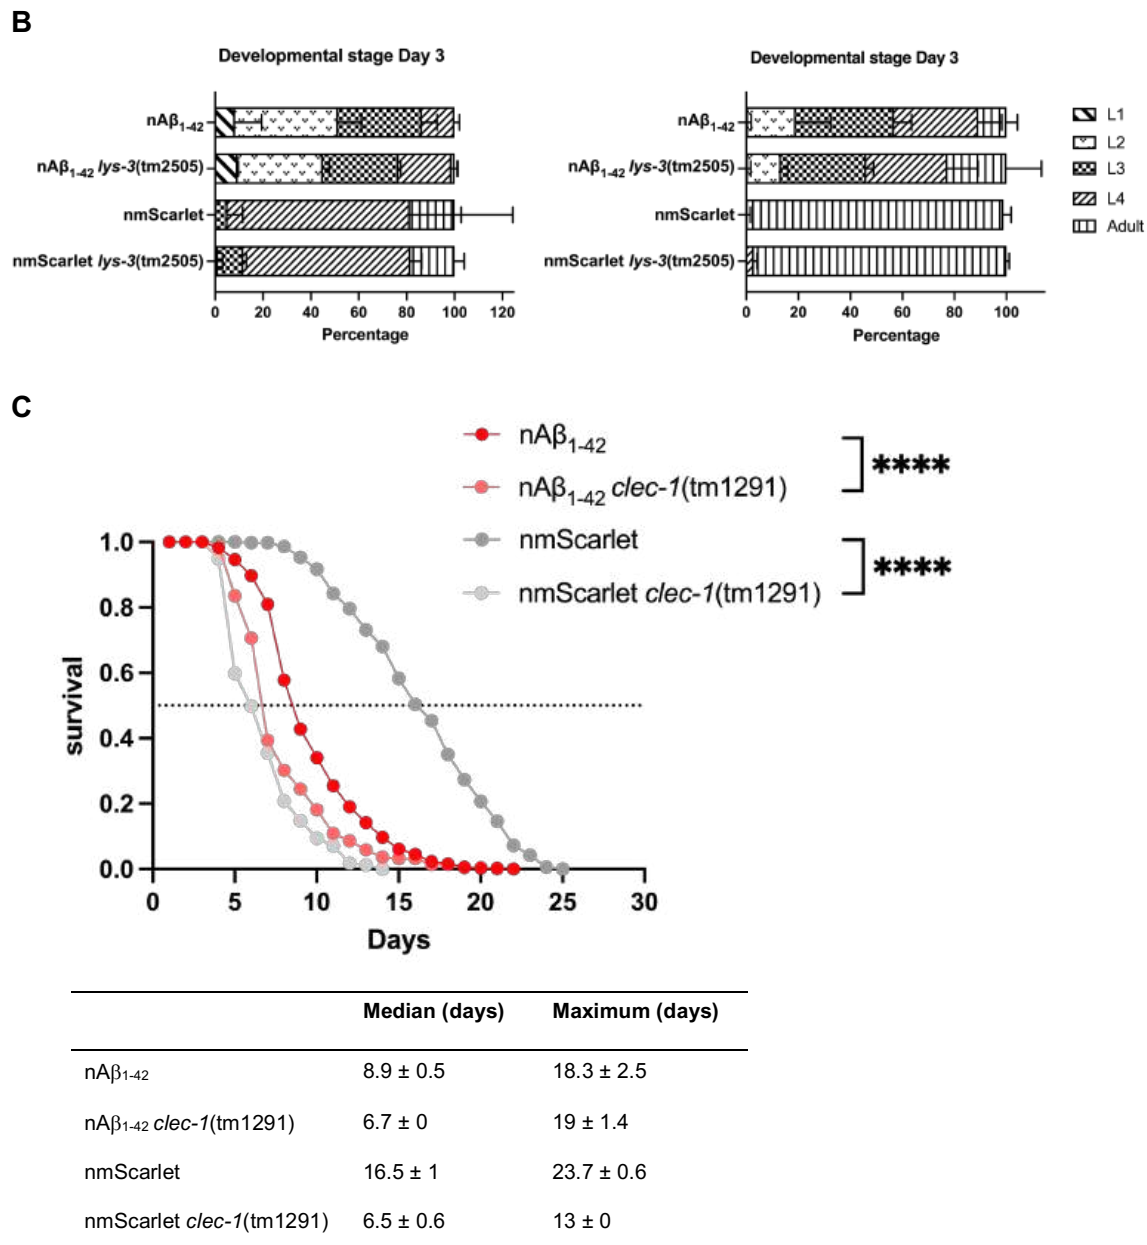 B
Developmental stage Day 3
nAβ1-42
nAβ1-42 lys-3(tm2505)
nmScarlet
nmScarlet lys-3(tm2505)
0 20 40 60 80 100 120
Percentage
Developmental stage Day 3
nAβ1-42
nAβ1-42 lys-3(tm2505)
nmScarlet
nmScarlet lys-3(tm2505)
0 20 40 60 80 100
Percentage
L1
L2
L3
L4
Adult
C
nAβ1-42
nAβ1-42 clec-1(tm1291)
****
nmScarlet
nmScarlet clec-1(tm1291)
****
survival
1.0
0.8
0.6
0.4
0.2
0.0
0 5 10 15 20 25 30
Days
Median (days) Maximum (days)
nAβ1-42 8.9 ± 0.5 18.3 ± 2.5
nAβ1-42 clec-1(tm1291) 6.7 ± 0 19 ± 1.4
nmScarlet 16.5 ± 1 23.7 ± 0.6
nmScarlet clec-1(tm1291) 6.5 ± 0.6 13 ± 0